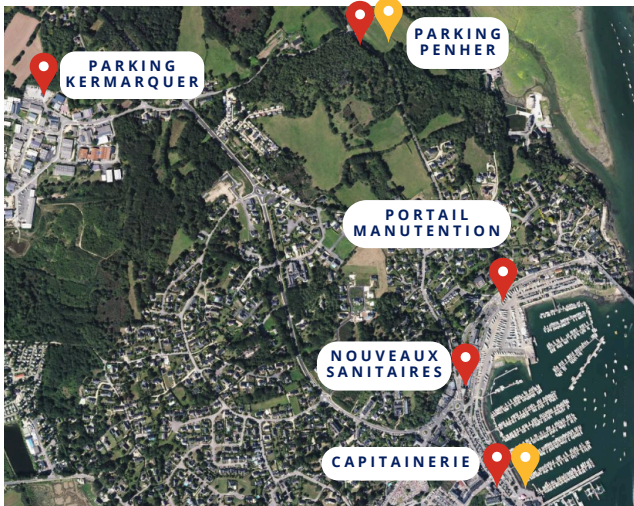 PARKING
PENHER
PARKING
KERMARQUER
PORTAIL
MANUTENTION
NOUVEAUX
SANITAIRES
CAPITAINERIE